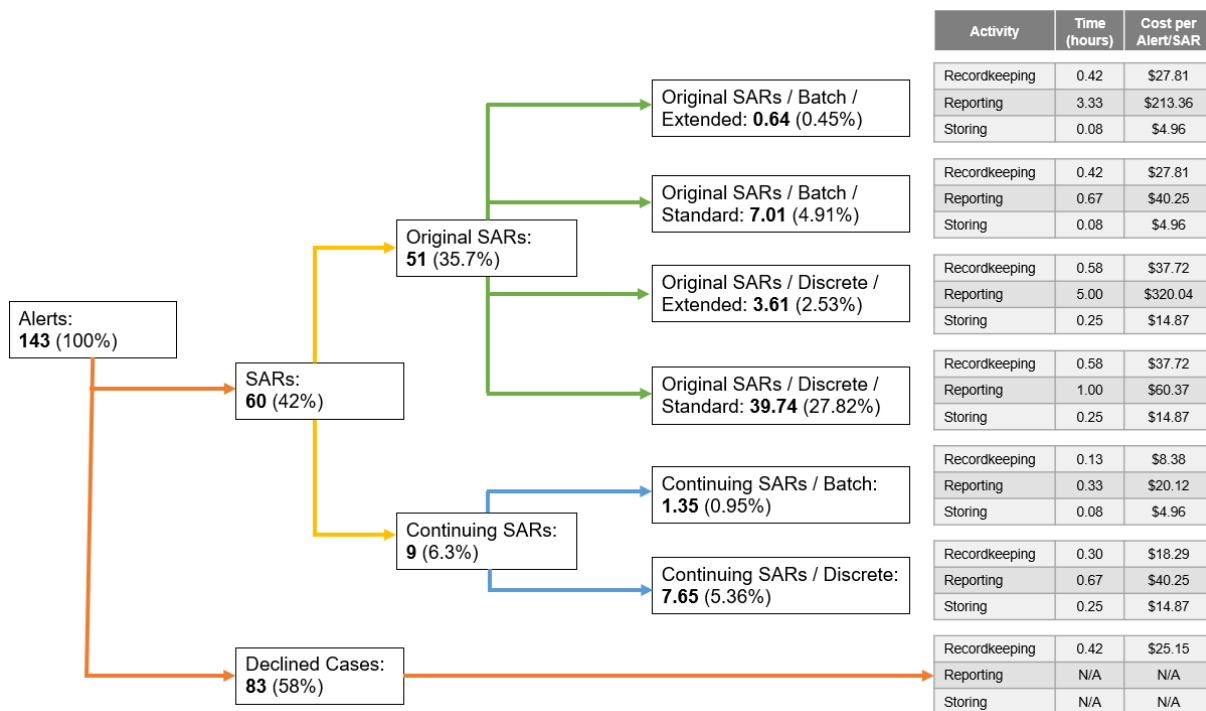 Activity Time (hours) Cost per Alert/SAR
Recordkeeping 0.42 $27.81
Reporting 3.33 $213.36
Storing 0.08 $4.96
Recordkeeping 0.42 $27.81
Reporting 0.67 $40.25
Storing 0.08 $4.96
Recordkeeping 0.58 $37.72
Reporting 5.00 $320.04
Storing 0.25 $14.87
Recordkeeping 0.58 $37.72
Reporting 1.00 $60.37
Storing 0.25 $14.87
Recordkeeping 0.13 $8.38
Reporting 0.33 $20.12
Storing 0.08 $4.96
Recordkeeping 0.30 $18.29
Reporting 0.67 $40.25
Storing 0.25 $14.87
Recordkeeping 0.42 $25.15
Reporting N/A N/A
Storing N/A N/A
Alerts:
143 (100%)
SARs:
60 (42%)
Declined Cases:
83 (58%)
Original SARs:
51 (35.7%)
Continuing SARs:
9 (6.3%)
Original SARs / Batch /
Extended: 0.64 (0.45%)
Original SARs / Batch /
Standard: 7.01 (4.91%)
Original SARs / Discrete /
Extended: 3.61 (2.53%)
Original SARs / Discrete /
Standard: 39.74 (27.82%)
Continuing SARs / Batch:
1.35 (0.95%)
Continuing SARs / Discrete:
7.65 (5.36%)